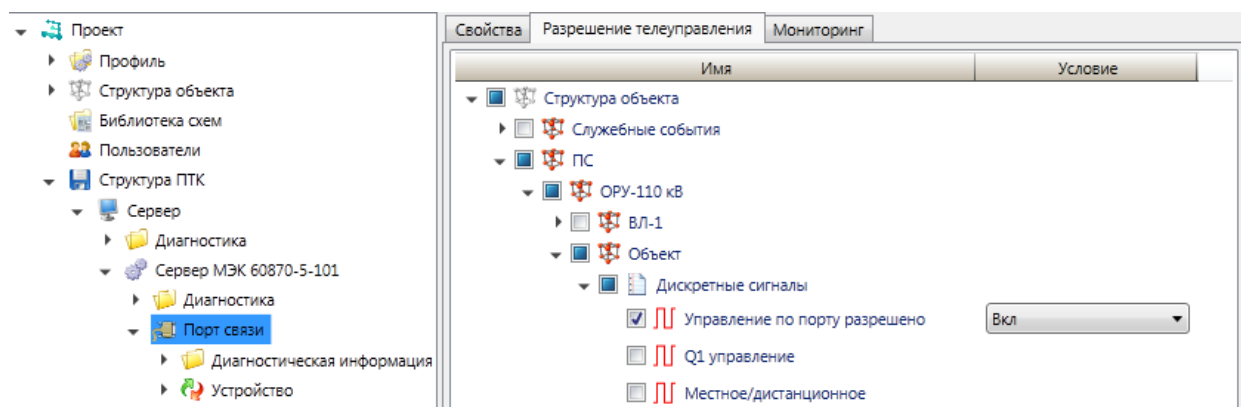 Проект
Профиль
Структура объекта
Библиотека схем
Пользователи
Структура ПТК
Сервер
Диагностика
Сервер МЭК 60870-5-101
Диагностика
Порт связи
Диагностическая информация
Устройство
Свойства Разрешение телеуправления Мониторинг
Имя Условие
Структура объекта
Служебные события
ПС
ОРУ-110 кВ
ВЛ-1
Объект
Дискретные сигналы
Управление по порту разрешено Вкл
Q1 управление
Местное/дистанционное